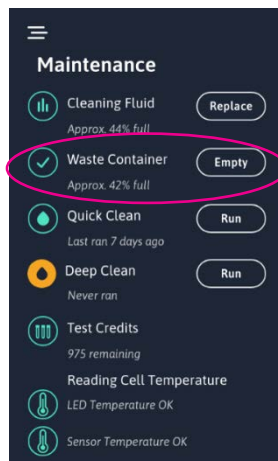 Maintenance
Cleaning Fluid Replace
Approx. 44% full
Waste Container Empty
Approx. 42% full
Quick Clean Run
Last ran 7 days ago
Deep Clean Run
Never ran
Test Credits
975 remaining
Reading Cell Temperature
LED Temperature OK
Sensor Temperature OK